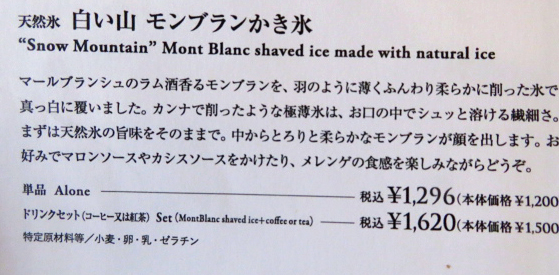 天然氷 白い山 モンブランかき氷
“Snow Mountain” Mont Blanc shaved ice made with natural ice
マールブランシュのラム酒香るモンブランを、羽のように薄くふんわり柔らかに削った氷で
真っ白に覆いました。カンナで削ったような極薄氷は、お口の中でシュッと溶ける繊細さ。
まずは天然氷の旨味をそのままで。中からとろりと柔らかなモンブランが顔を出します。お
好みでマロンソースやカシスソースをかけたり、メレンゲの食感を楽しみながらどうぞ。
単品 Alone 税込 ¥1,296(本体価格 ¥1,200
ドリンクセット(コーヒー又は紅茶) Set (MontBlanc shaved ice+coffee or tea) 税込 ¥1,620(本体価格 ¥1,500
特定原材料等／小麦・卵・乳・ゼラチン